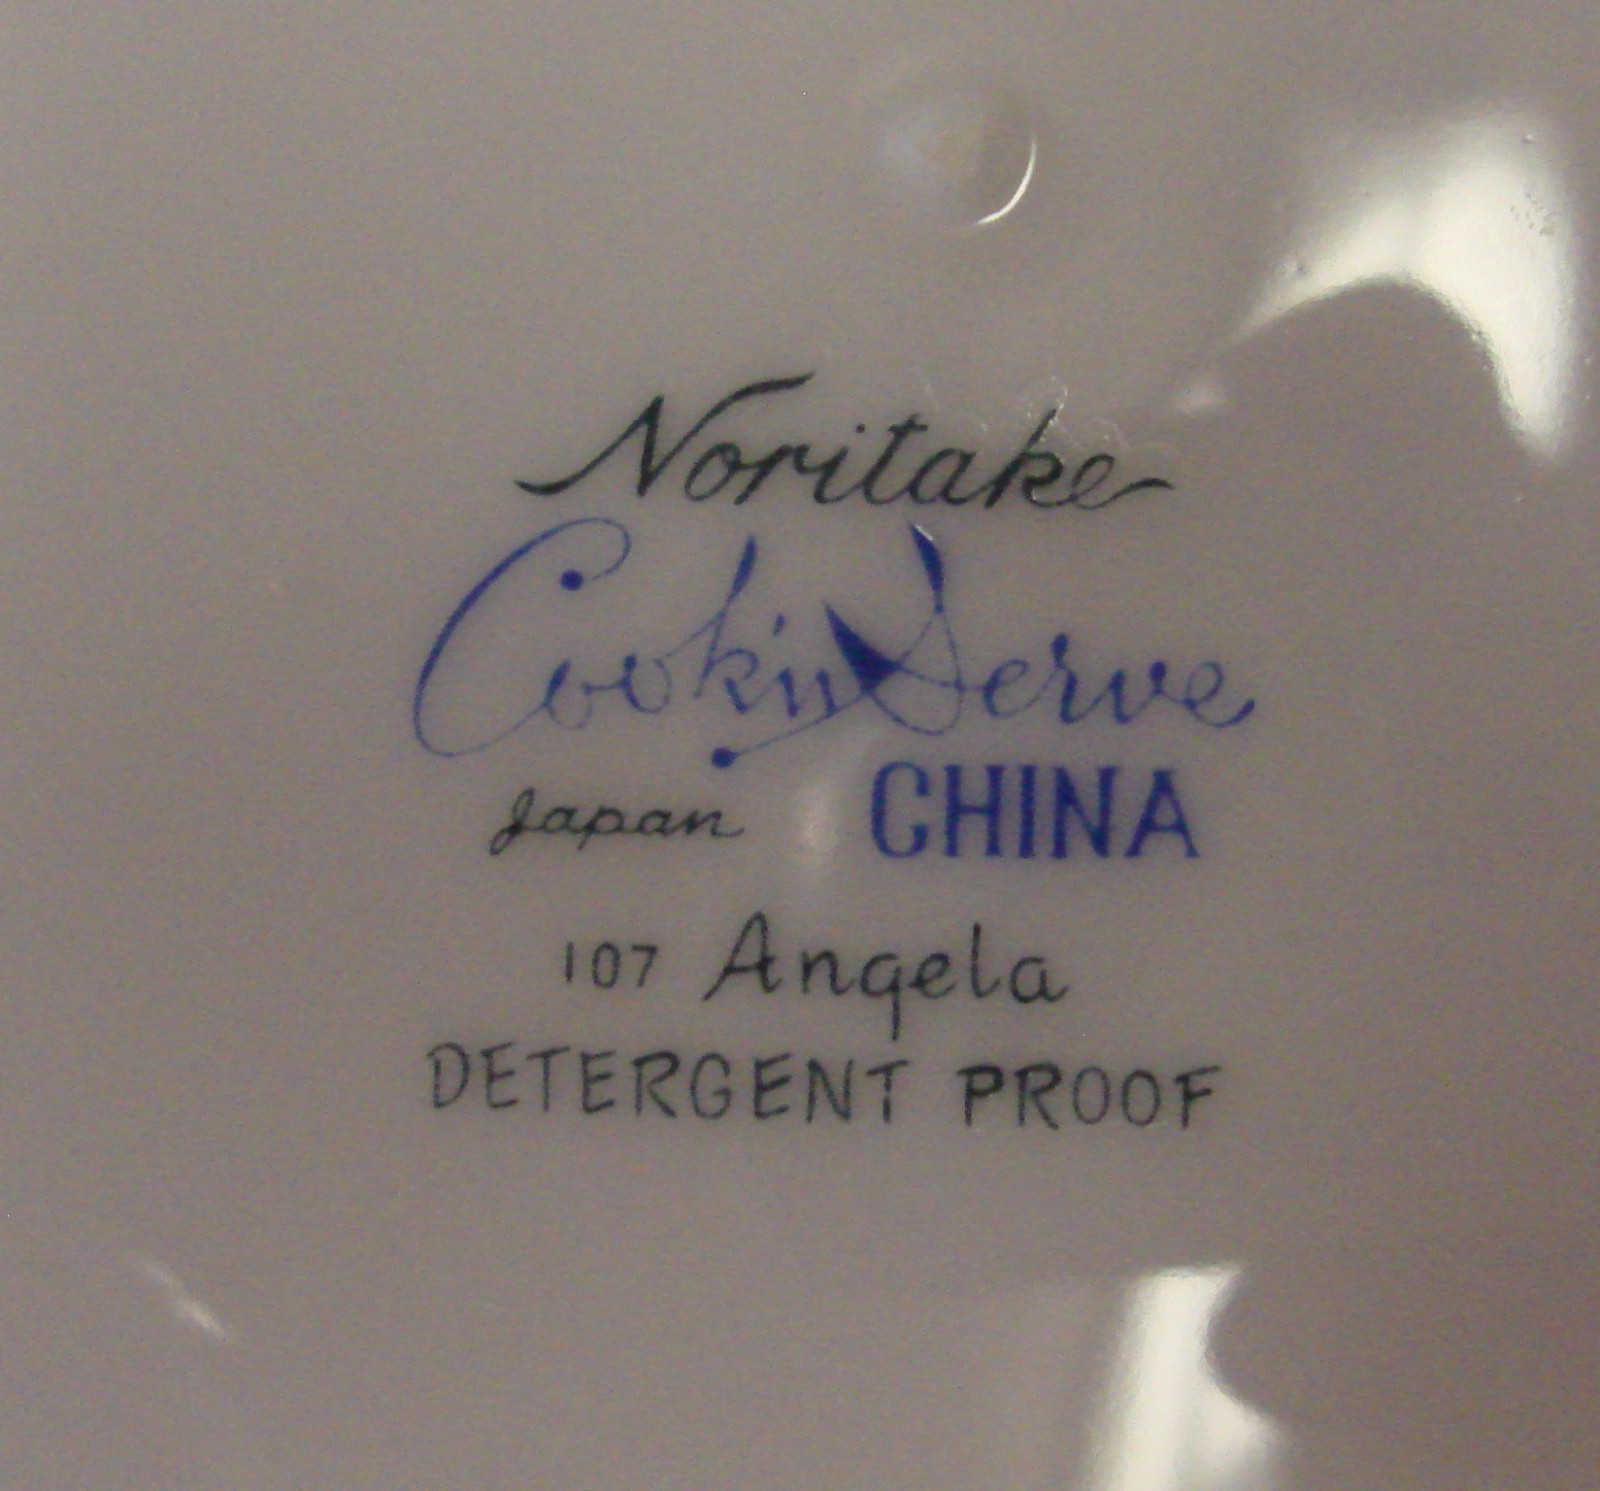 Noritake
Cook'n Serve
Japan CHINA
107 Angela
DETERGENT PROOF